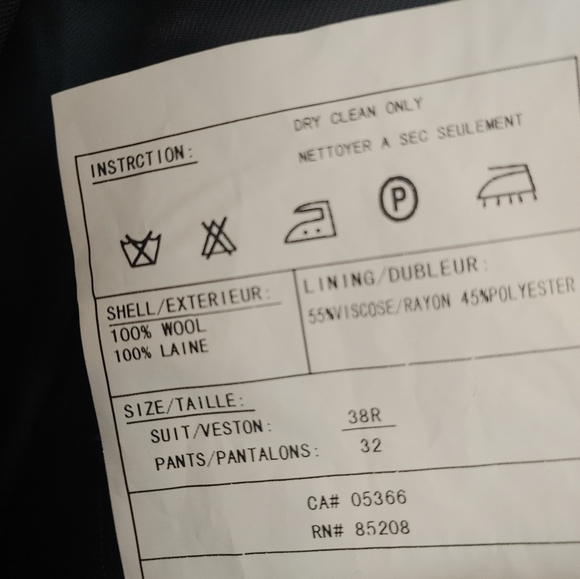 DRY CLEAN ONLY
INSTRCTION:
NETTOYER A SEC SEULEMENT
P
SHELL/EXTERIEUR:
100% WOOL
100% LAINE
LINING/DUBLEUR:
55%VISCOSE/RAYON 45%POLYESTER
SIZE/TAILLE:
SUIT/VESTON: 38R
PANTS/PANTALONS: 32
CA# 05366
RN# 85208